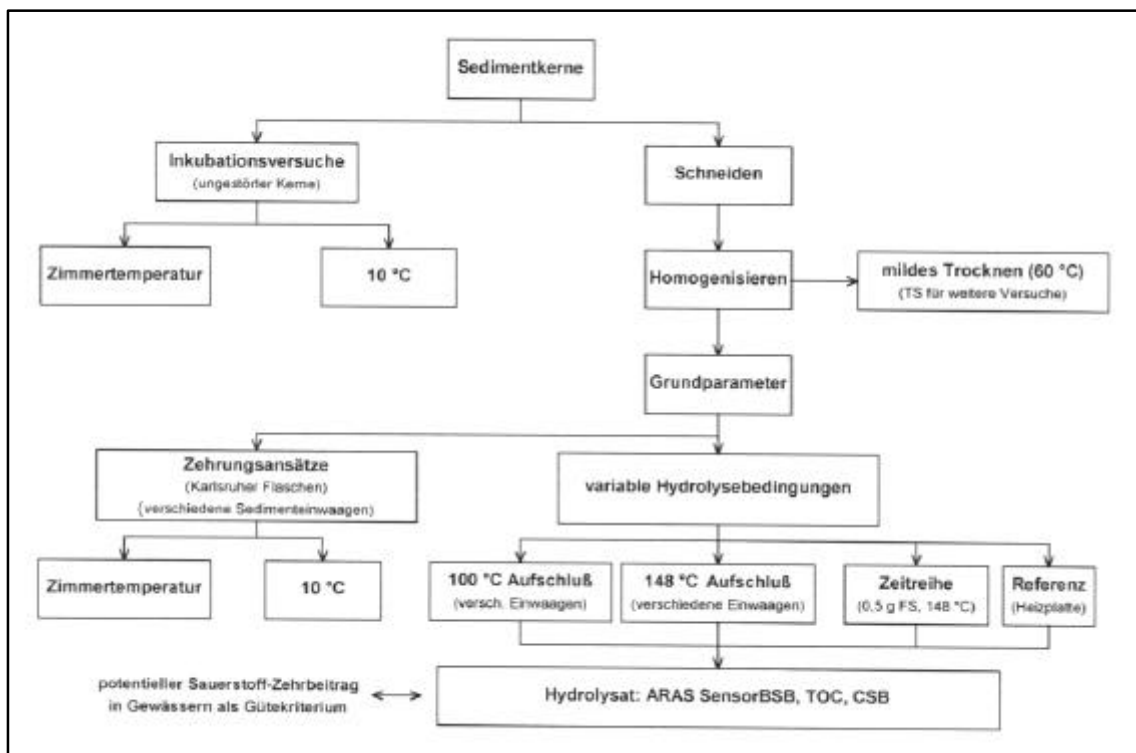 Sedimentkerne
Inkubationsversuche
(ungestörter Kerne)
Schneiden
Zimmertemperatur
10 °C
Homogenisieren
mildes Trocknen (60 °C)
(TS für weitere Versuche)
Grundparameter
Zehrungsansätze
(Karlsruher Flaschen)
(verschiedene Sedimenteinwaagen)
variable Hydrolysebedingungen
Zimmertemperatur
10 °C
100 °C Aufschluß
(versch. Einwaagen)
148 °C Aufschluß
(verschiedene Einwaagen)
Zeitreihe
(0,5 g FS, 148 °C)
Referenz
(Heizplatte)
potentieller Sauerstoff-Zehrbeitrag
in Gewässern als Gütekriterium
Hydrolysat: ARAS SensorBSB, TOC, CSB